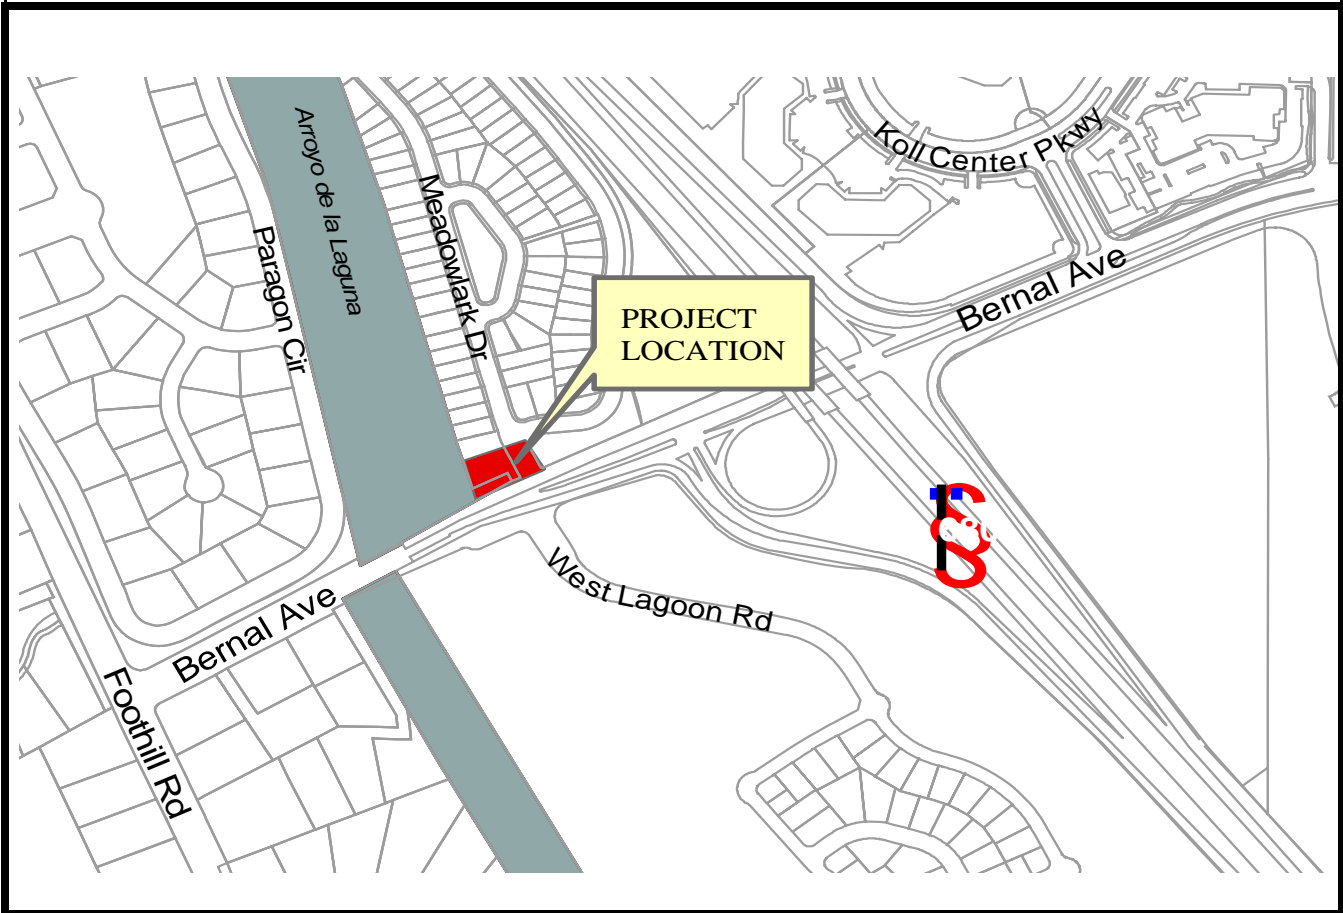 Koll Center Pkwy
Arroyo de la Laguna
Meadowlark Dr
Paragon Cir
Bernal Ave
PROJECT
LOCATION
West Lagoon Rd
Bernal Ave
Foothill Rd